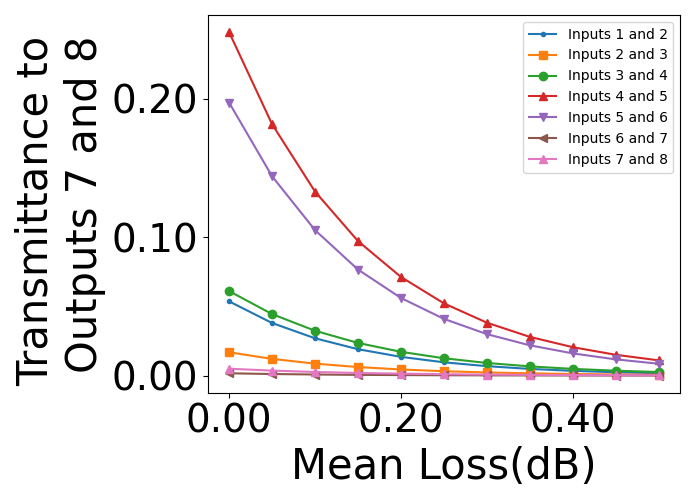 Transmittance to
Outputs 7 and 8
0.20
0.10
0.00
0.00
0.20
0.40
Mean Loss(dB)
Inputs 1 and 2
Inputs 2 and 3
Inputs 3 and 4
Inputs 4 and 5
Inputs 5 and 6
Inputs 6 and 7
Inputs 7 and 8